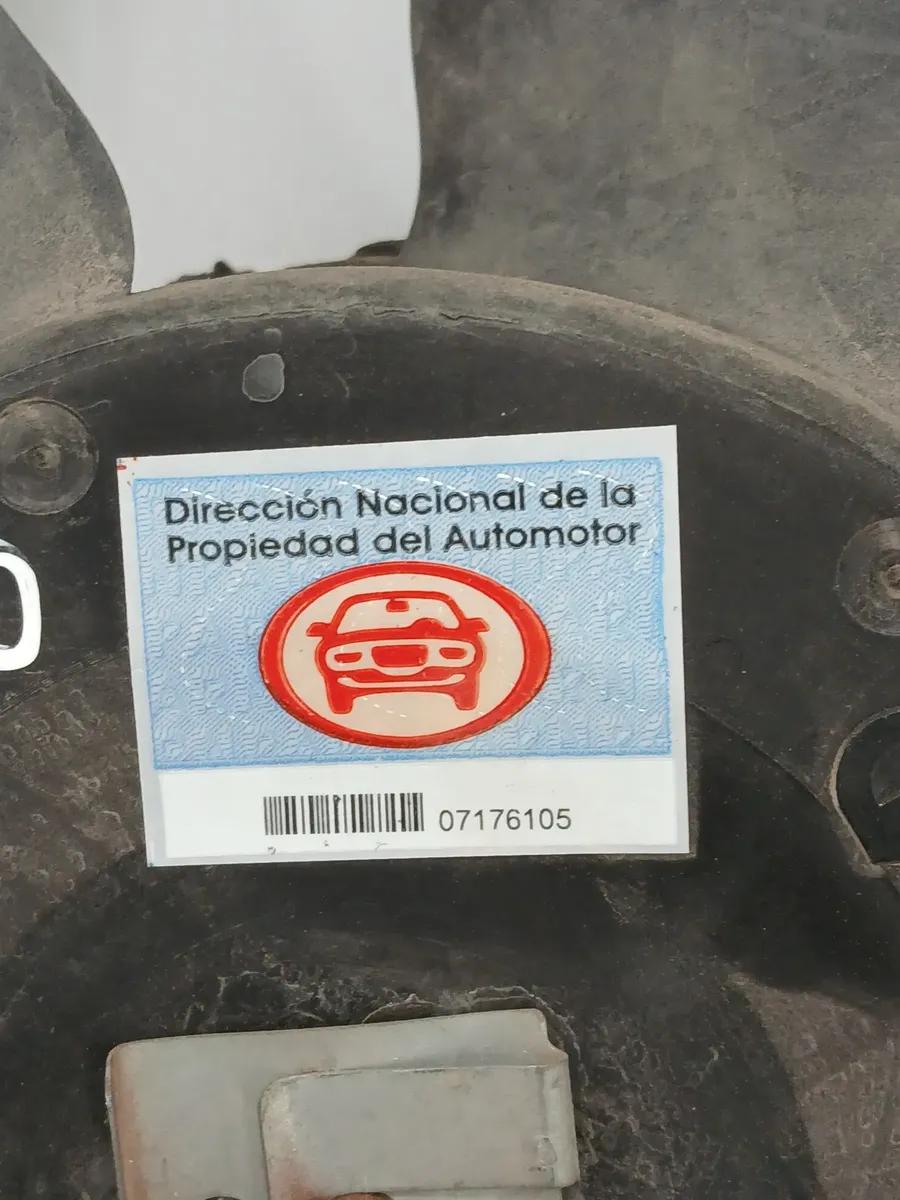 Dirección Nacional de la
Propiedad del Automotor
07176105